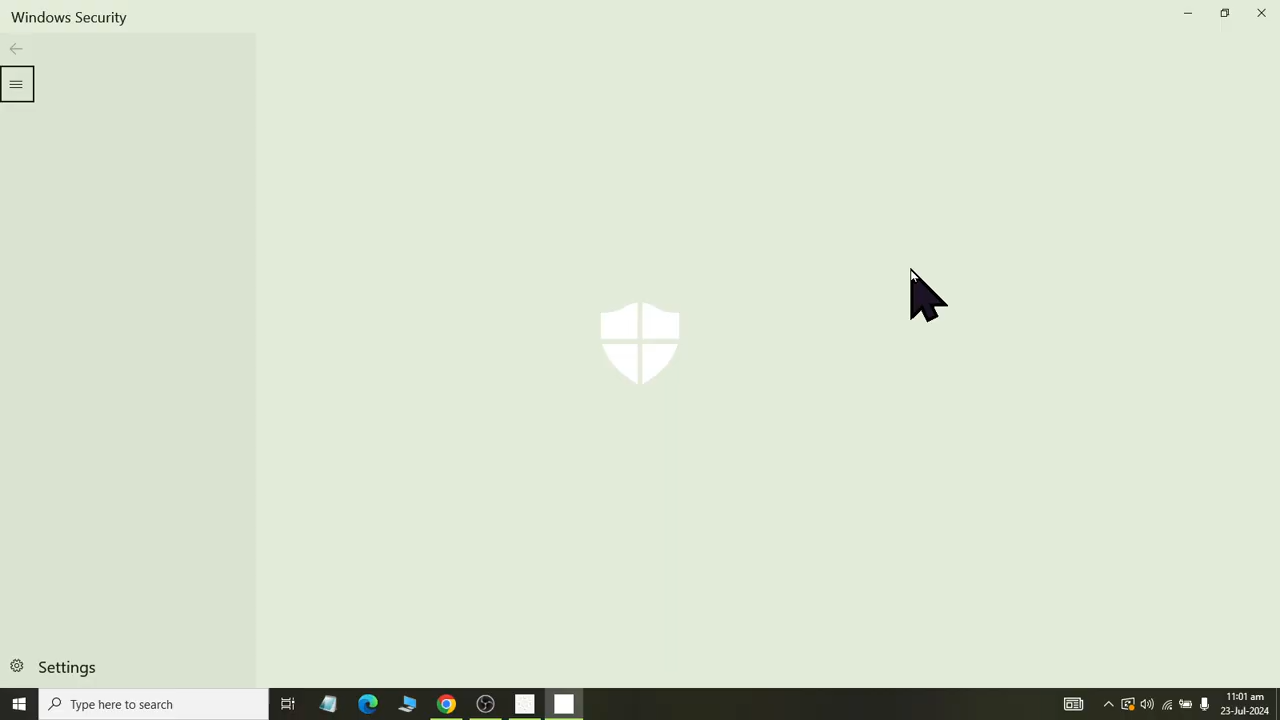 Windows Security
Settings
Type here to search
11:01 am
23-Jul-2024